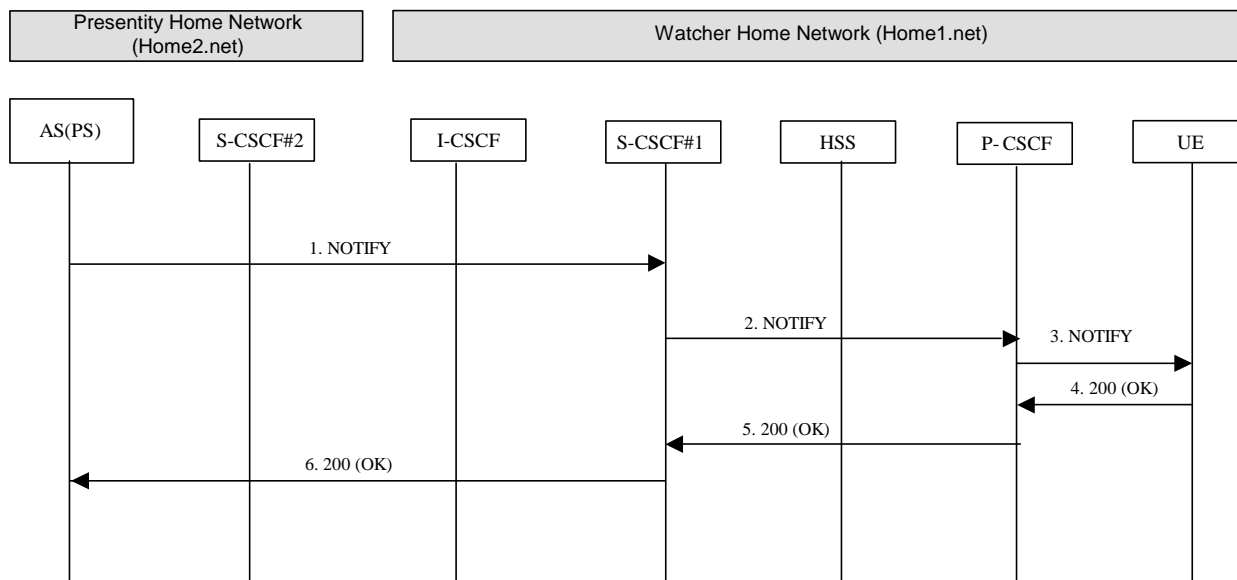 Presentity Home Network
(Home2.net)
Watcher Home Network (Home1.net)
AS(PS)
S-CSCF#2
I-CSCF
S-CSCF#1
HSS
P- CSCF
UE
1. NOTIFY
2. NOTIFY
3. NOTIFY
4. 200 (OK)
5. 200 (OK)
6. 200 (OK)